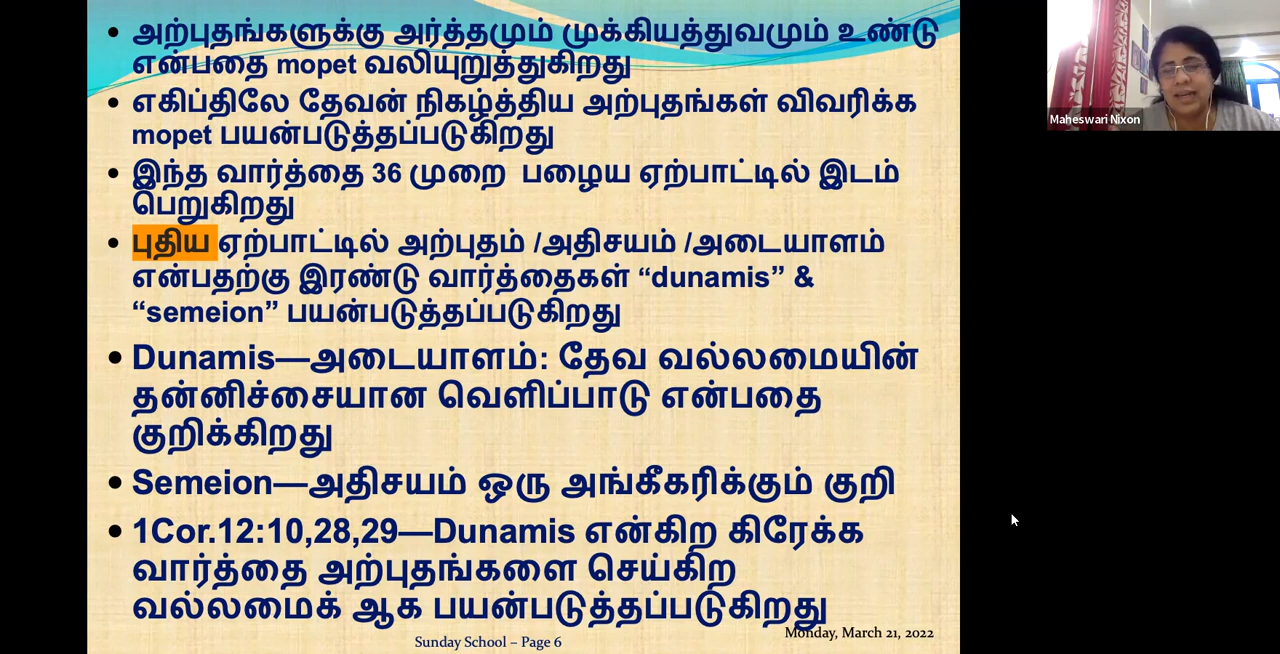 • அற்புதங்களுக்கு அர்த்தமும் முக்கியத்துவமும் உண்டு
என்பதை mopet வலியுறுத்துகிறது
• எகிப்திலே தேவன் நிகழ்த்திய அற்புதங்கள் விவரிக்க
mopet பயன்படுத்தப்படுகிறது
• இந்த வார்த்தை 36 முறை பழைய ஏற்பாட்டில் இடம்
பெறுகிறது
• புதிய ஏற்பாட்டில் அற்புதம் /அதிசயம் /அடையாளம்
என்பதற்கு இரண்டு வார்த்தைகள் “dunamis” &
“semeion” பயன்படுத்தப்படுகிறது
• Dunamis—அடையாளம்: தேவ வல்லமையின்
தன்னிச்சையான வெளிப்பாடு என்பதை
குறிக்கிறது
• Semeion—அதிசயம் ஒரு அங்கீகரிக்கும் குறி
• 1Cor.12:10,28,29—Dunamis என்கிற கிரேக்க
வார்த்தை அற்புதங்களை செய்கிற
வல்லமைக் ஆக பயன்படுத்தப்படுகிறது
Monday, March 21, 2022
Sunday School – Page 6
Maheswari Nixon